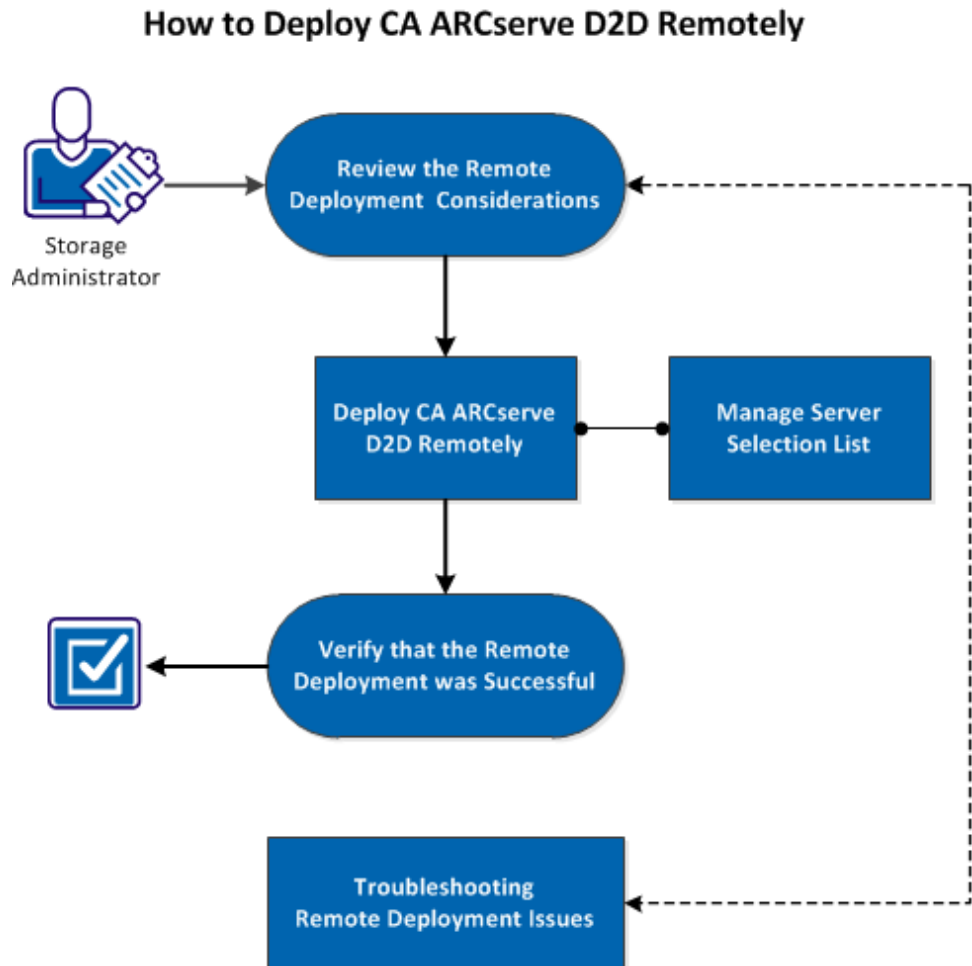 How to Deploy CA ARCserve D2D Remotely
Review the Remote
Deployment Considerations
Storage
Administrator
Deploy CA ARCserve
D2D Remotely
Manage Server
Selection List
Verify that the Remote
Deployment was Successful
Troubleshooting
Remote Deployment Issues